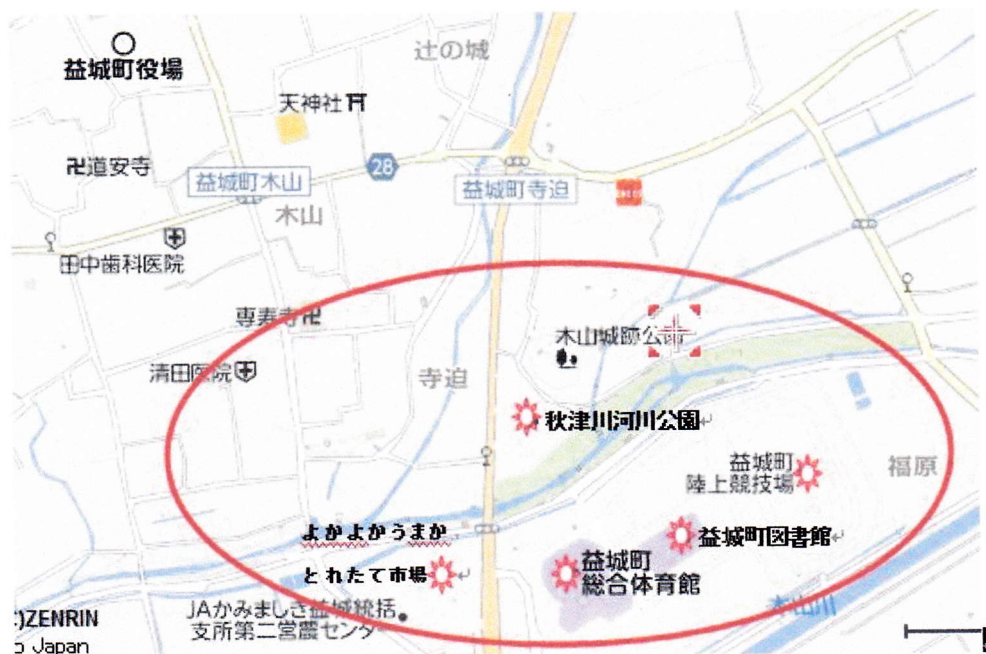 益城町役場
辻の城
天神社
卍道安寺
28
益城町木山
益城町寺迫
木山
田中歯科医院
専寿寺卍
木山城跡公園
清田医院
寺迫
秋津川河川公園
益城町
陸上競技場
福原
よかよかうまか
とれたて市場
益城町図書館
益城町
総合体育館
木山川
JAかみましき益城統括
支所第二営農センター
)ZENRIN
Japan